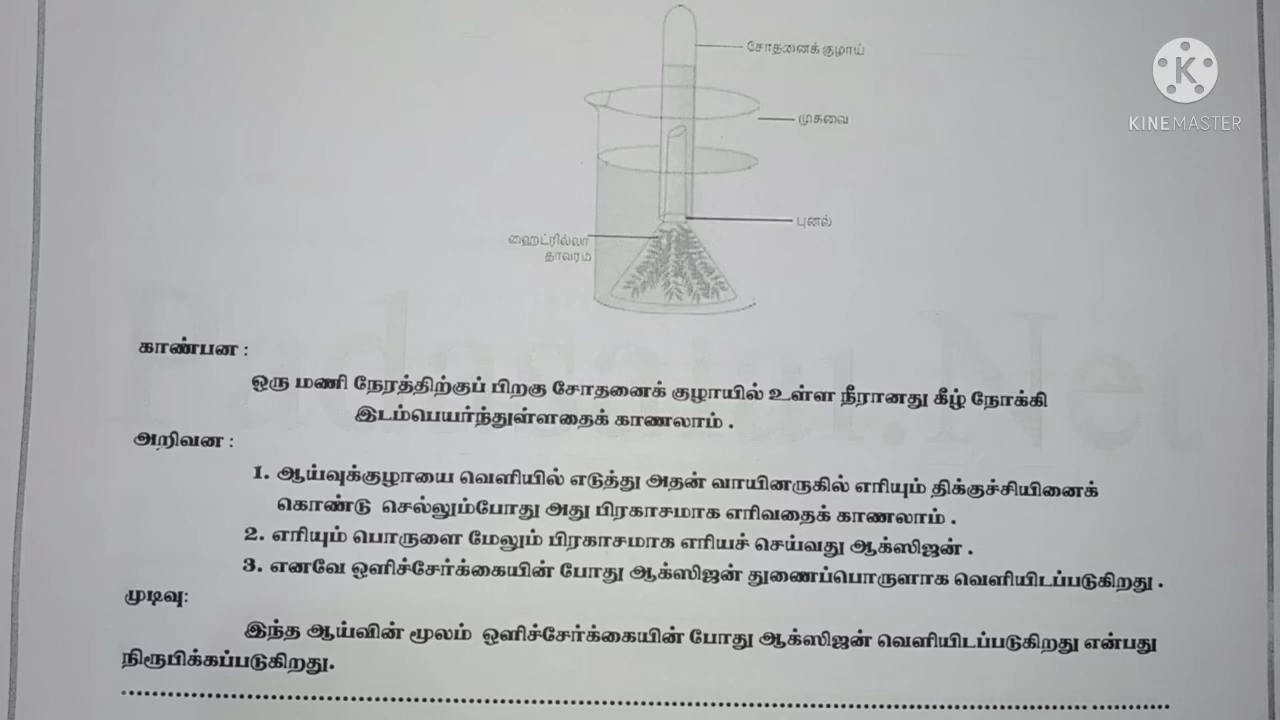 சோதனைக் குழாய்
KINEMASTER
முகவை
புனல்
ஹைட்ரில்லா
தாவரம்
காண்பன :
ஒரு மணி நேரத்திற்குப் பிறகு சோதனைக் குழாயில் உள்ள நீரானது கீழ் நோக்கி
இடம்பெயர்ந்துள்ளதைக் காணலாம் .
அறிவன :
1. ஆய்வுக்குழாயை வெளியில் எடுத்து அதன் வாயினருகில் எரியும் திக்குச்சியினைக்
கொண்டு செல்லும்போது அது பிரகாசமாக எரிவதைக் காணலாம் .
2. எரியும் பொருளை மேலும் பிரகாசமாக எரியச் செய்வது ஆக்ஸிஜன் .
3. எனவே ஒளிச்சேர்க்கையின் போது ஆக்ஸிஜன் துணைப்பொருளாக வெளியிடப்படுகிறது .
முடிவு:
இந்த ஆய்வின் மூலம் ஒளிச்சேர்க்கையின் போது ஆக்ஸிஜன் வெளியிடப்படுகிறது என்பது
நிரூபிக்கப்படுகிறது.
Padasalai.Net